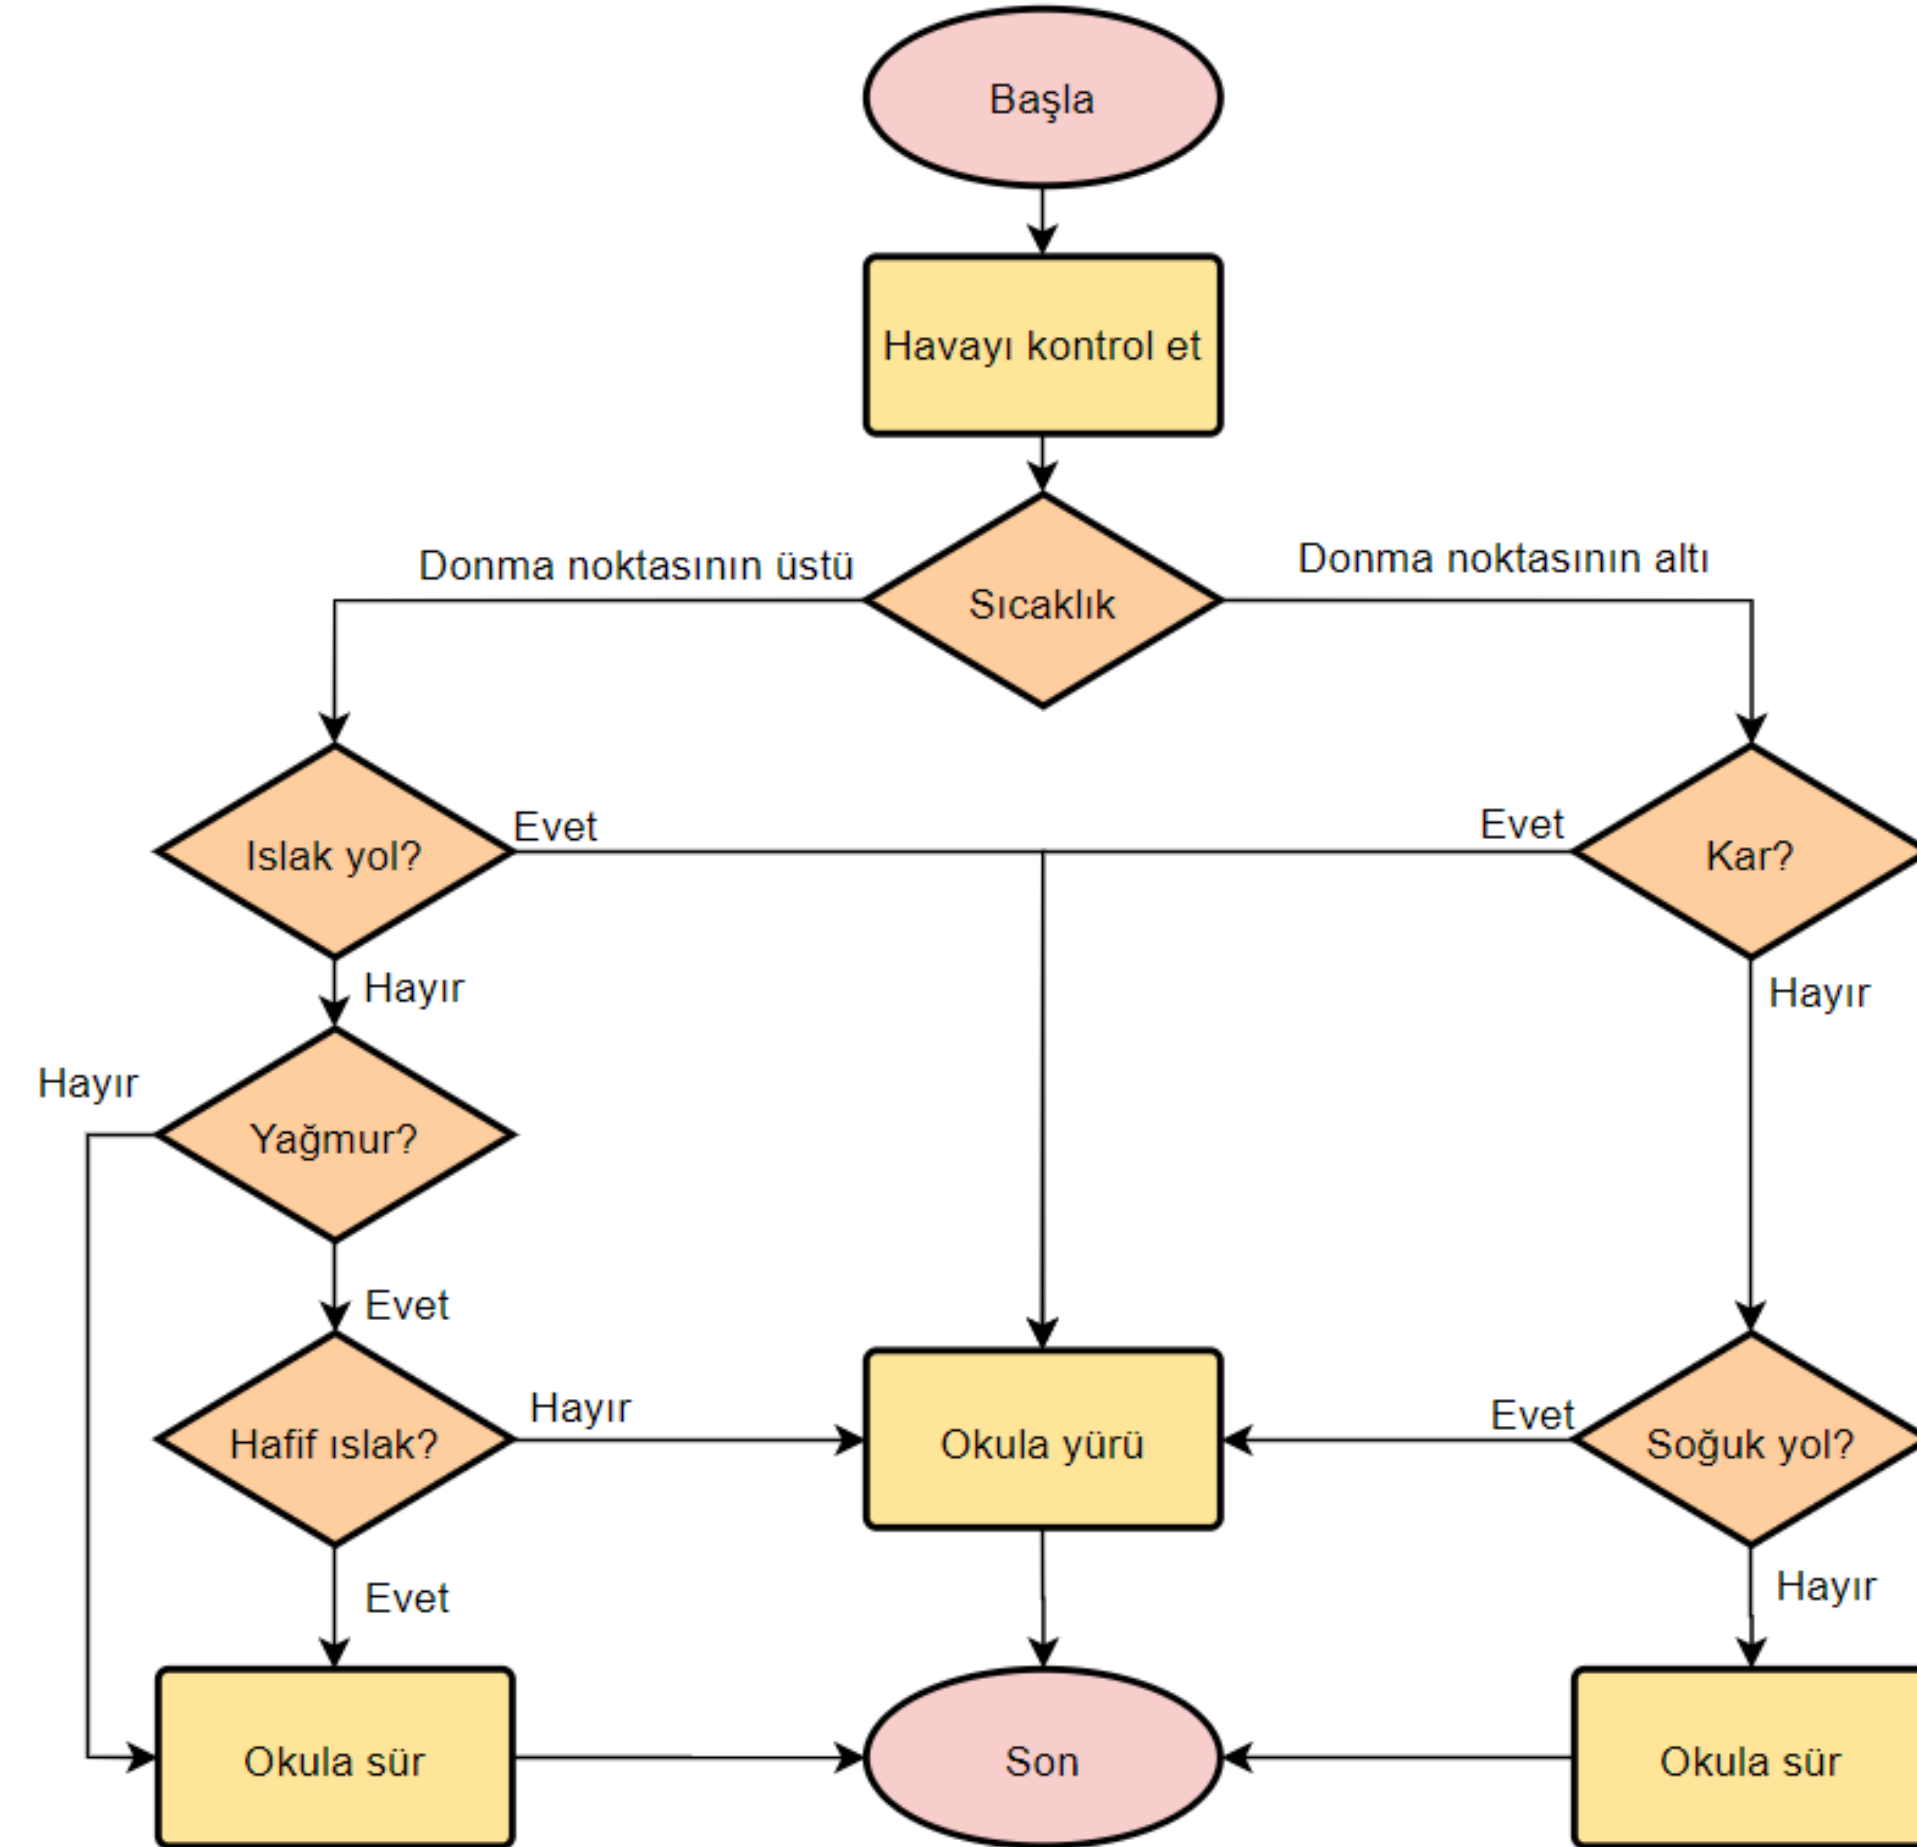 Başla
Havayı kontrol et
Donma noktasının üstü
Sıcaklık
Donma noktasının altı
Islak yol?
Evet
Evet
Kar?
Hayır
Hayır
Hayır
Yağmur?
Evet
Hafif ıslak?
Hayır
Okula yürü
Evet
Soğuk yol?
Evet
Hayır
Okula sür
Son
Okula sür